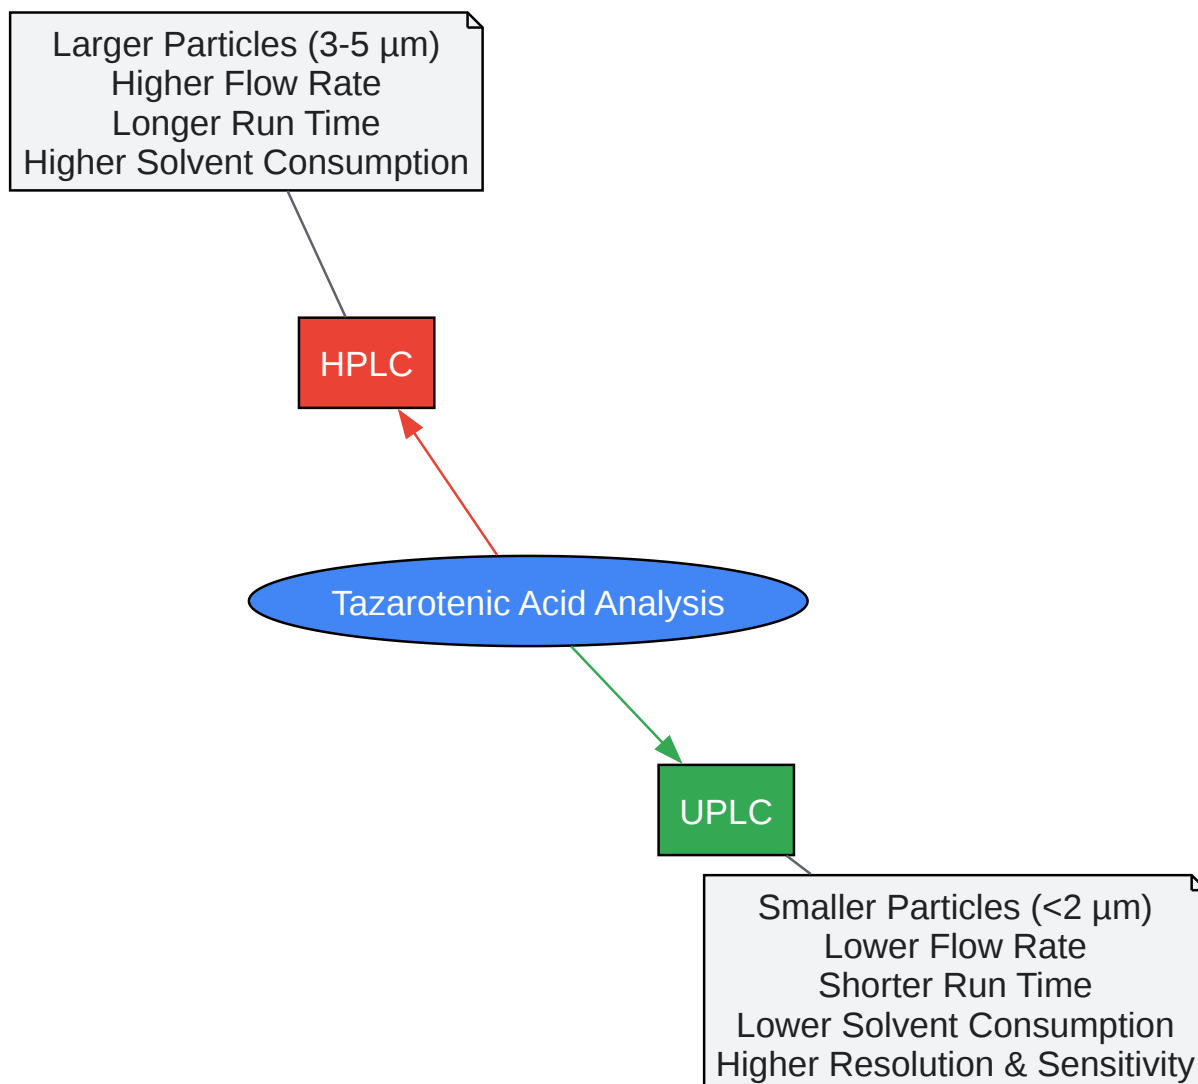 Larger Particles (3-5 µm)
Higher Flow Rate
Longer Run Time
Higher Solvent Consumption
HPLC
Tazarotenic Acid Analysis
UPLC
Smaller Particles (<2 µm)
Lower Flow Rate
Shorter Run Time
Lower Solvent Consumption
Higher Resolution & Sensitivity